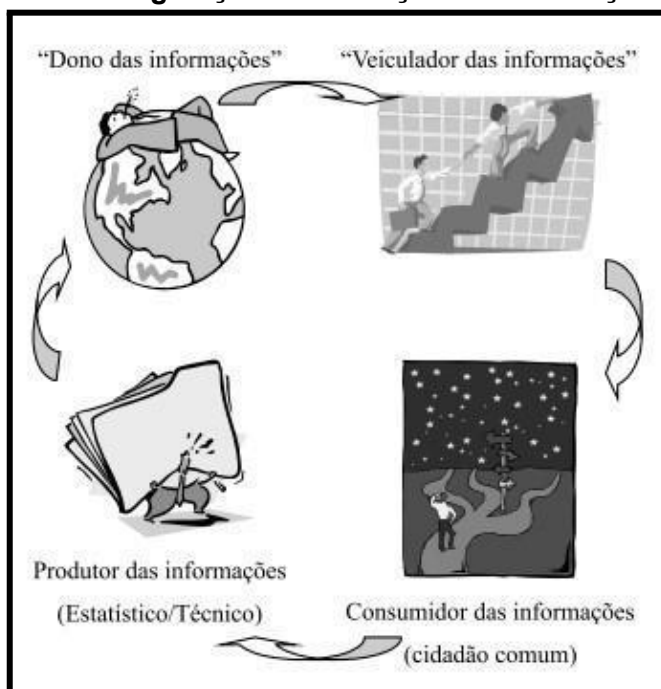 “Dono das informações”
“Veiculador das informações”
Produtor das informações
(Estatístico/Técnico)
Consumidor das informações
(cidadão comum)